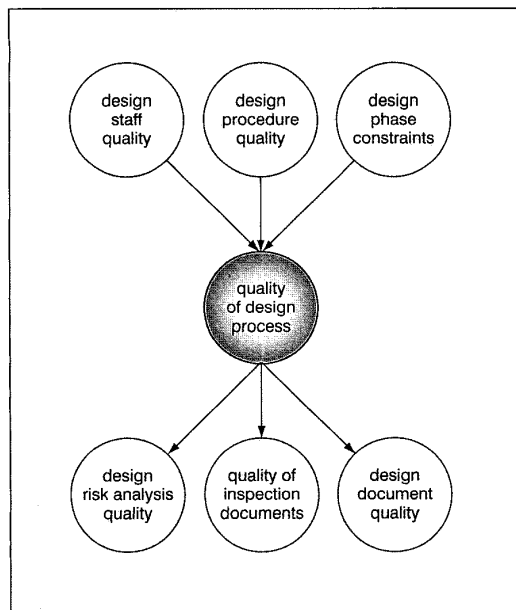 design
staff
quality
design
procedure
quality
design
phase
constraints
quality
of design
process
design
risk analysis
quality
quality of
inspection
documents
design
document
quality